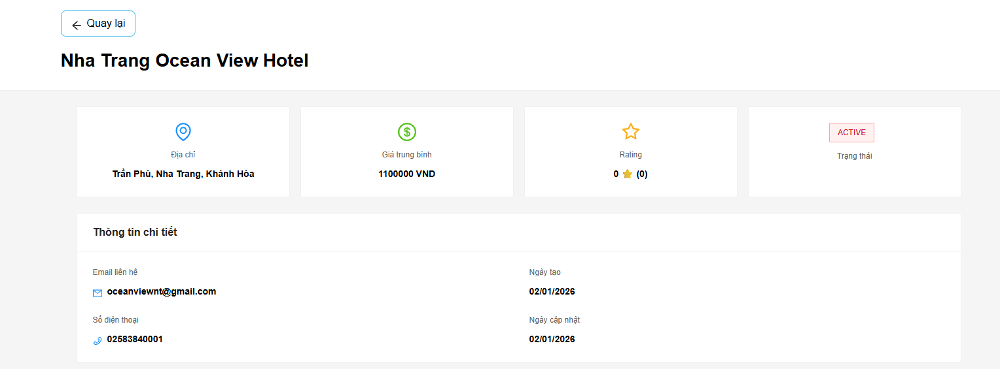 Quay lại
Nha Trang Ocean View Hotel
Địa chỉ
Trần Phú, Nha Trang, Khánh Hòa
Giá trung bình
1100000 VND
Rating
0 ⭐ (0)
ACTIVE
Trạng thái
Thông tin chi tiết
Email liên hệ
oceanviewnt@gmail.com
Ngày tạo
02/01/2026
Số điện thoại
02583840001
Ngày cập nhật
02/01/2026